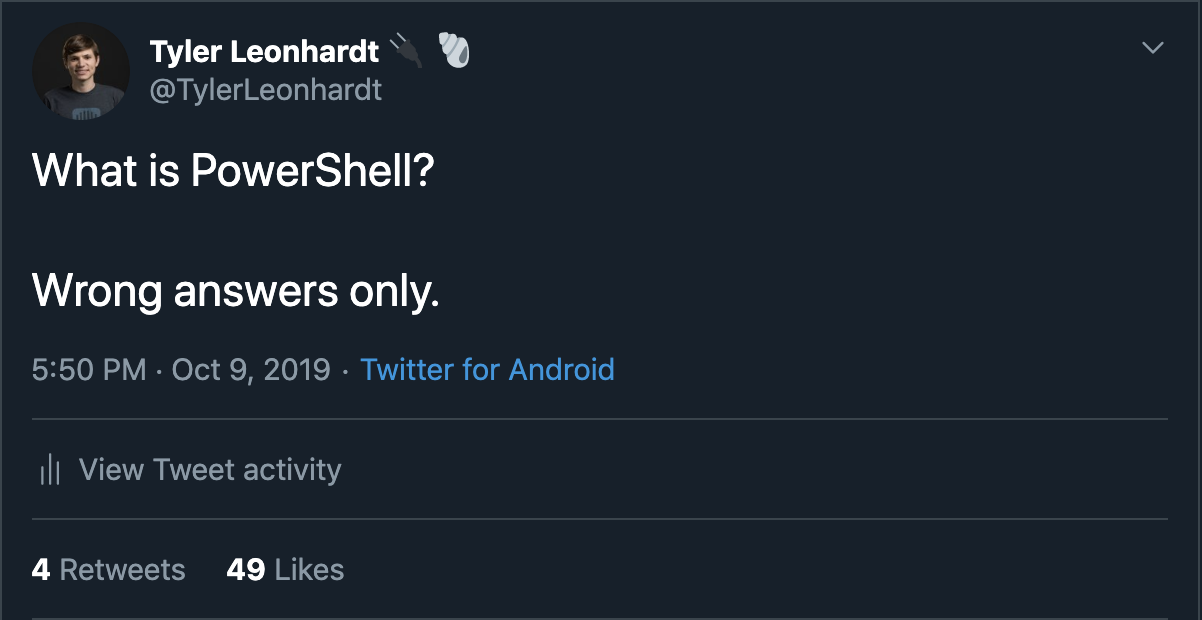 Tyler Leonhardt 🔌 🐚
@TylerLeonhardt
What is PowerShell?
Wrong answers only.
5:50 PM · Oct 9, 2019 · Twitter for Android
View Tweet activity
4 Retweets 49 Likes